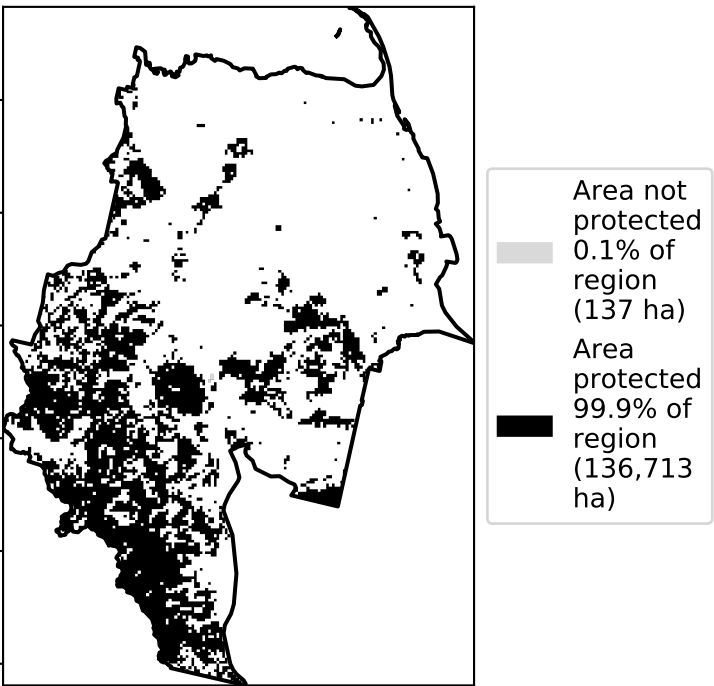 Area not
protected
0.1% of
region
(137 ha)
Area
protected
99.9% of
region
(136,713
ha)